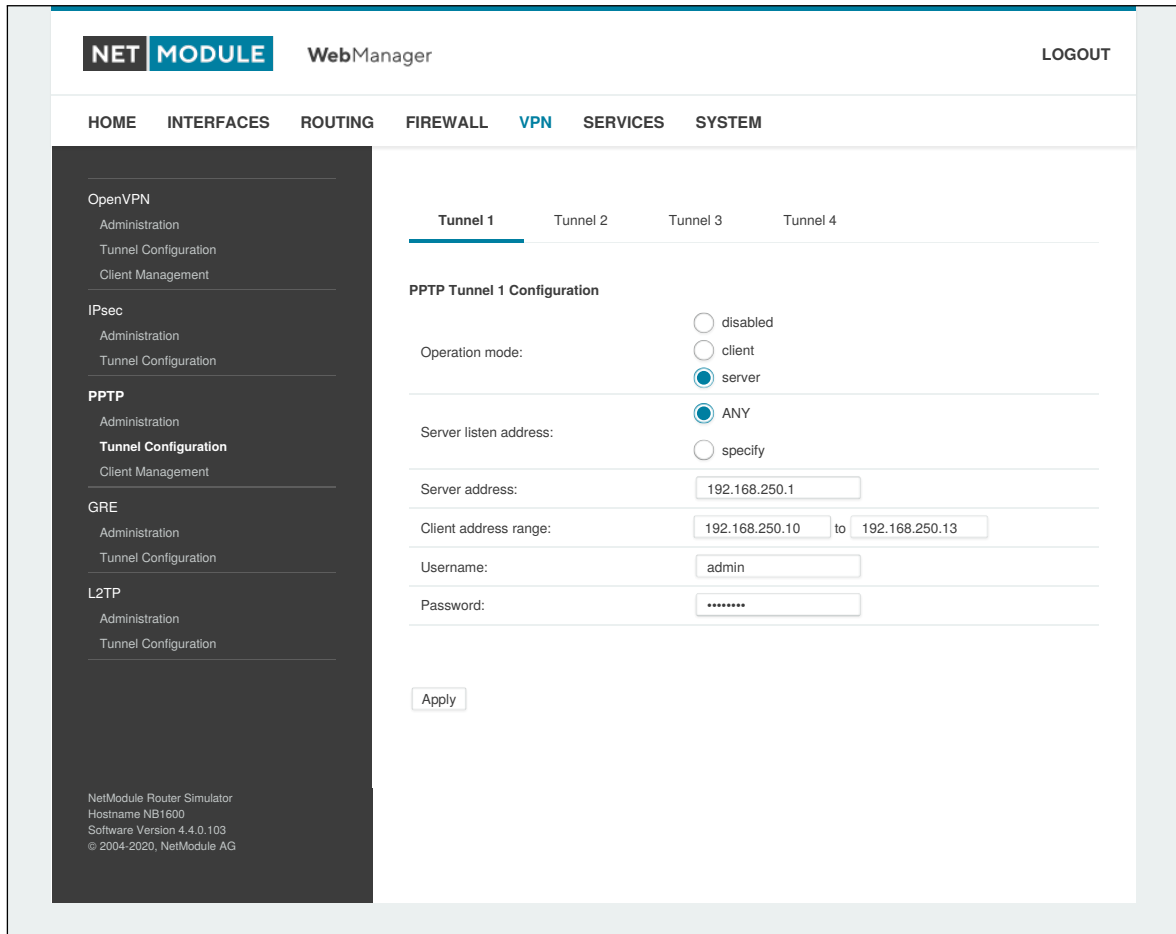 NET MODULE WebManager LOGOUT
HOME INTERFACES ROUTING FIREWALL VPN SERVICES SYSTEM
OpenVPN
Administration
Tunnel Configuration
Client Management
IPsec
Administration
Tunnel Configuration
PPTP
Administration
Tunnel Configuration
Client Management
GRE
Administration
Tunnel Configuration
L2TP
Administration
Tunnel Configuration
NetModule Router Simulator
Hostname NB1600
Software Version 4.4.0.103
© 2004-2020, NetModule AG
Tunnel 1 Tunnel 2 Tunnel 3 Tunnel 4
PPTP Tunnel 1 Configuration
Operation mode:
disabled
client
server
Server listen address:
ANY
specify
Server address: 192.168.250.1
Client address range: 192.168.250.10 to 192.168.250.13
Username: admin
Password: ••••••••
Apply